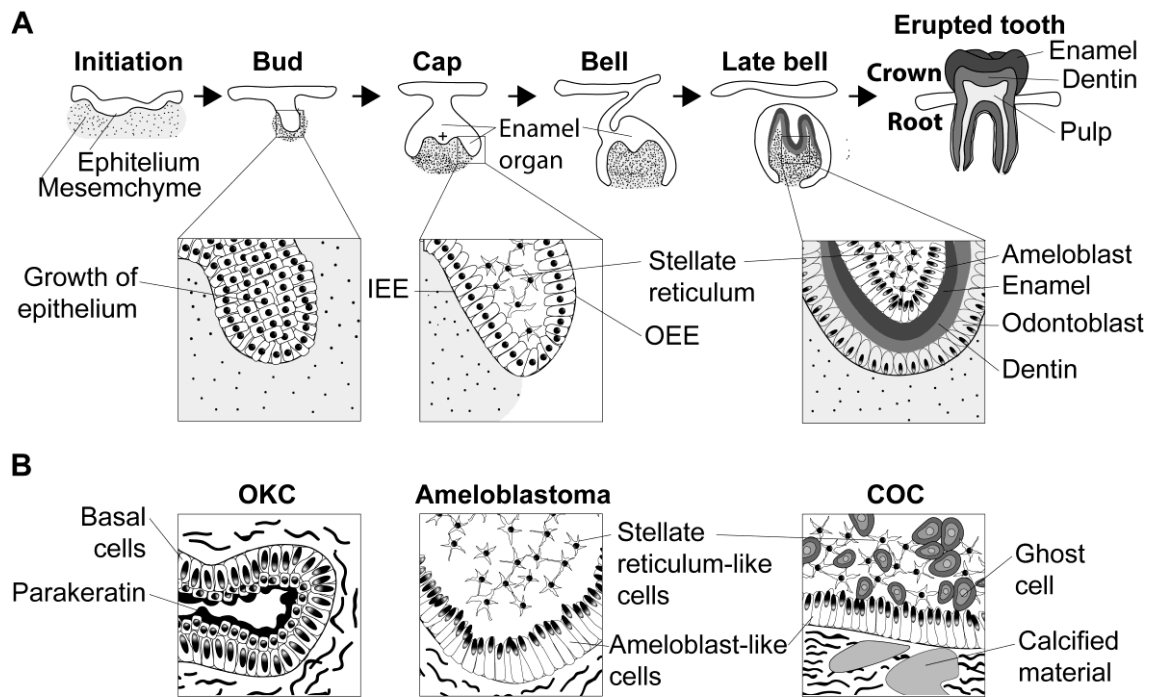 A
Initiation
Bud
Cap
Bell
Late bell
Erupted tooth
Enamel
Crown
Dentin
Root
Pulp
Ephitelium
Mesemchyme
Enamel
organ
Growth of
epithelium
IEE
Stellate
reticulum
OEE
Ameloblast
Enamel
Odontoblast
Dentin
B
OKC
Ameloblastoma
COC
Basal
cells
Parakeratin
Stellate
reticulum-like
cells
Ameloblast-like
cells
Ghost
cell
Calcified
material